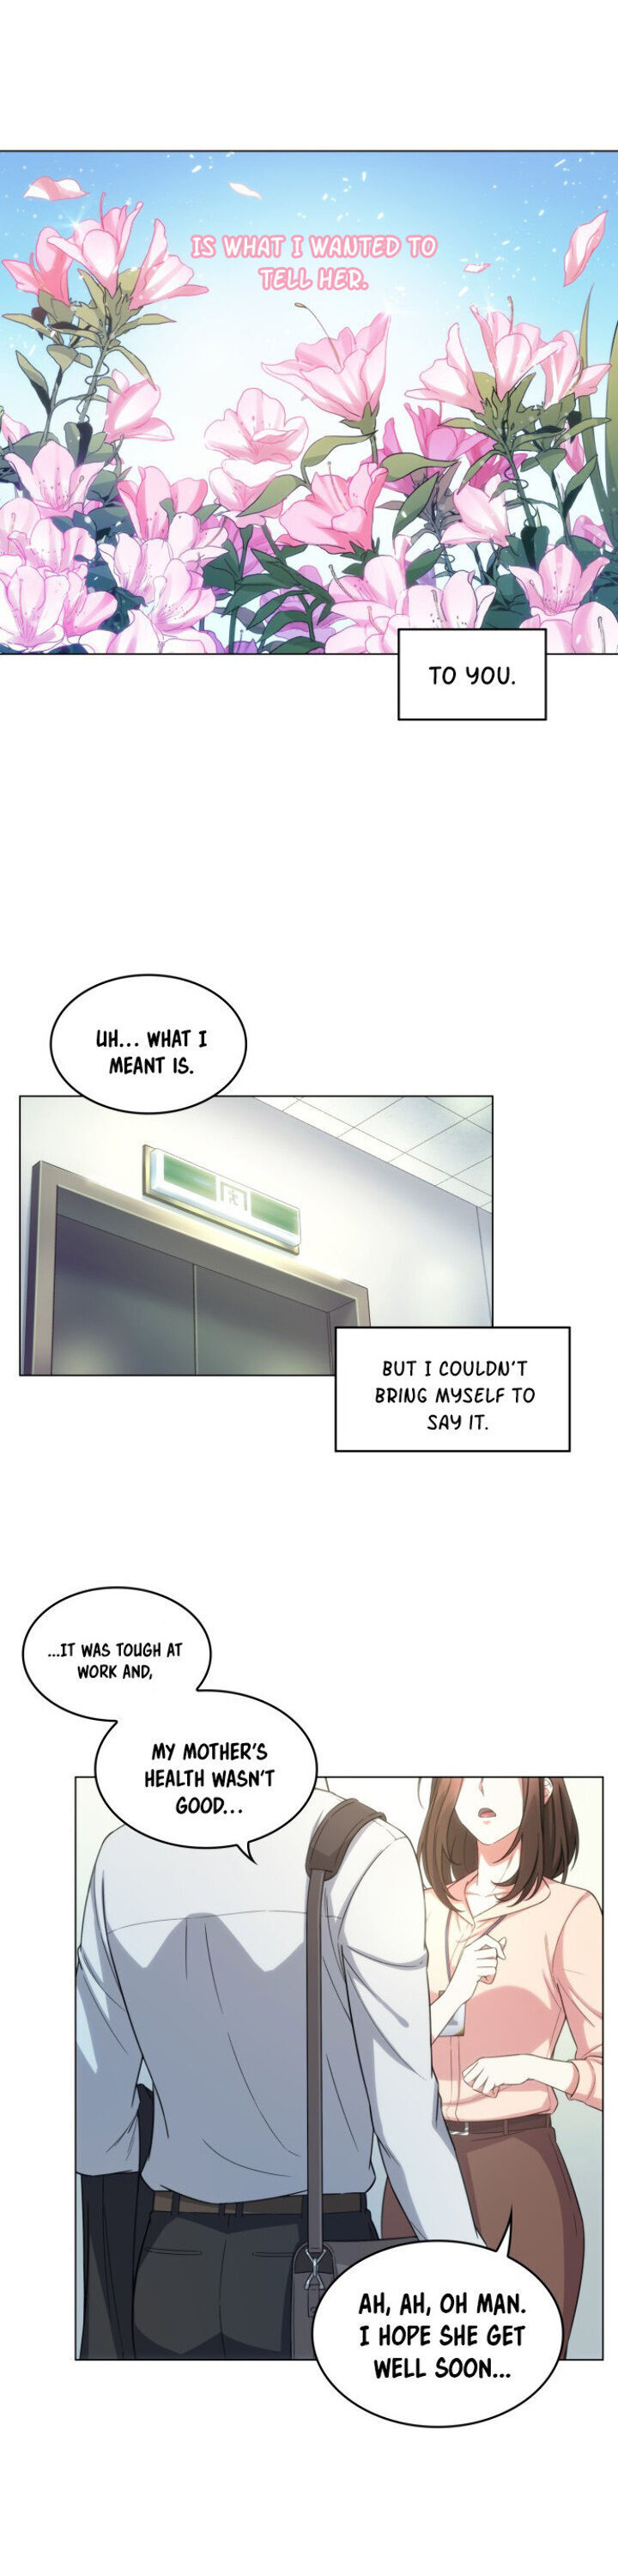 IS WHAT I WANTED TO
TELL HER.
TO YOU.
UH... WHAT I
MEANT IS.
BUT I COULDN'T
BRING MYSELF TO
SAY IT.
...IT WAS TOUGH AT
WORK AND,
MY MOTHER'S
HEALTH WASN'T
GOOD...
AH, AH, OH MAN.
I HOPE SHE GET
WELL SOON...